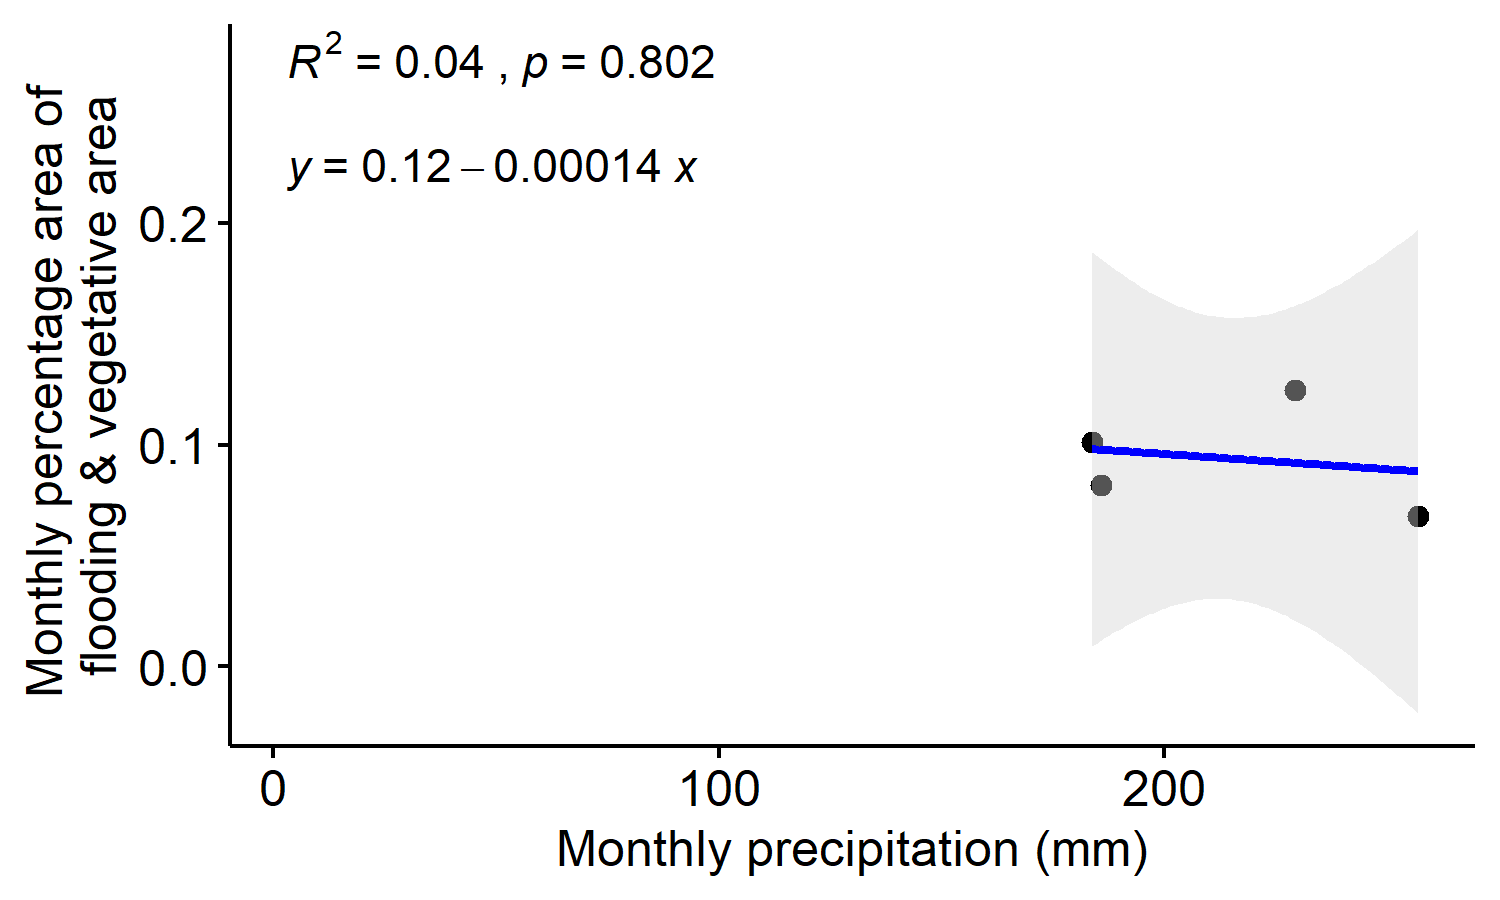 R² = 0.04 , p = 0.802
y = 0.12 – 0.00014 x
Monthly percentage area of
flooding & vegetative area
0.2
0.1
0.0
0
100
200
Monthly precipitation (mm)